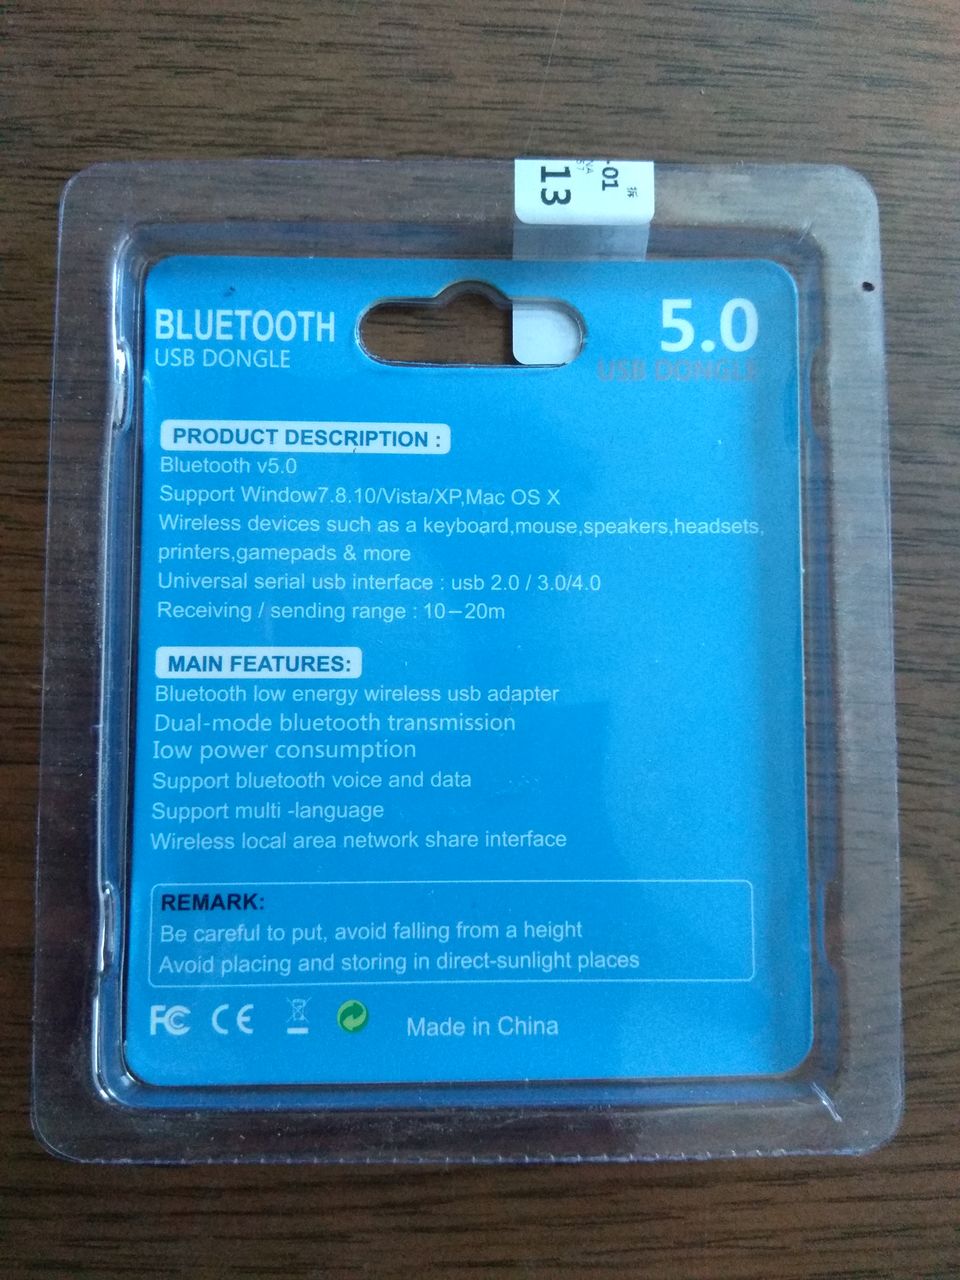 -01
拆
13
BLUETOOTH
USB DONGLE
5.0
USB DONGLE
PRODUCT DESCRIPTION :
Bluetooth v5.0
Support Window7.8.10/Vista/XP,Mac OS X
Wireless devices such as a keyboard,mouse,speakers,headsets,
printers,gamepads & more
Universal serial usb interface : usb 2.0 / 3.0/4.0
Receiving / sending range : 10–20m
MAIN FEATURES:
Bluetooth low energy wireless usb adapter
Dual-mode bluetooth transmission
Iow power consumption
Support bluetooth voice and data
Support multi -language
Wireless local area network share interface
REMARK:
Be careful to put, avoid falling from a height
Avoid placing and storing in direct-sunlight places
FC CE
Made in China